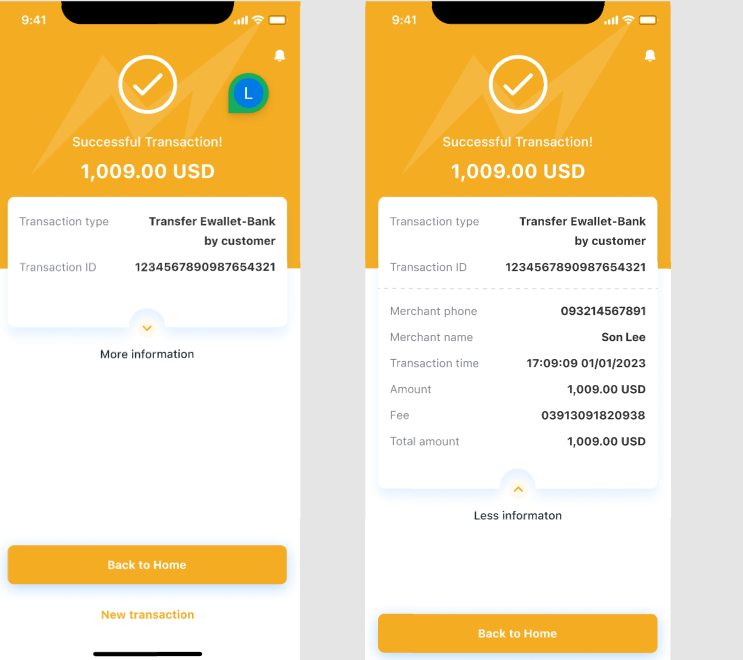 9:41
L
Successful Transaction!
1,009.00 USD
Transaction type Transfer Ewallet-Bank
by customer
Transaction ID 1234567890987654321
More information
Back to Home
New transaction
9:41
Successful Transaction!
1,009.00 USD
Transaction type Transfer Ewallet-Bank
by customer
Transaction ID 1234567890987654321
Merchant phone 093214567891
Merchant name Son Lee
Transaction time 17:09:09 01/01/2023
Amount 1,009.00 USD
Fee 03913091820938
Total amount 1,009.00 USD
Less informaton
Back to Home